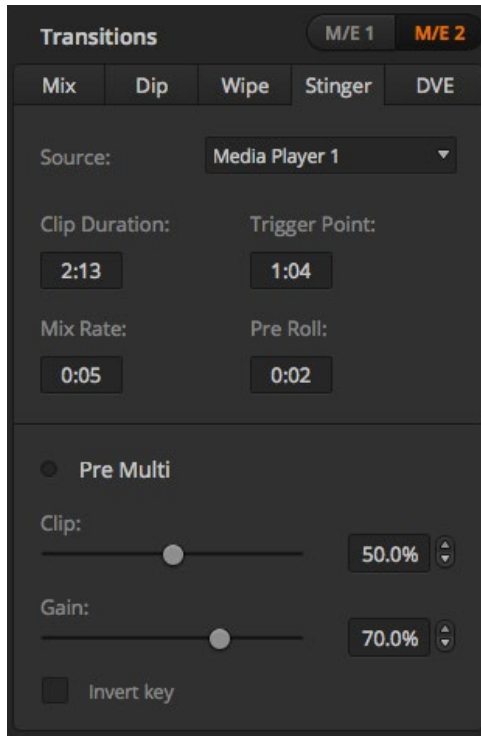 Transitions M/E 1 M/E 2
Mix Dip Wipe Stinger DVE
Source: Media Player 1
Clip Duration: Trigger Point:
2:13 1:04
Mix Rate: Pre Roll:
0:05 0:02
Pre Multi
Clip:
50.0%
Gain:
70.0%
Invert key